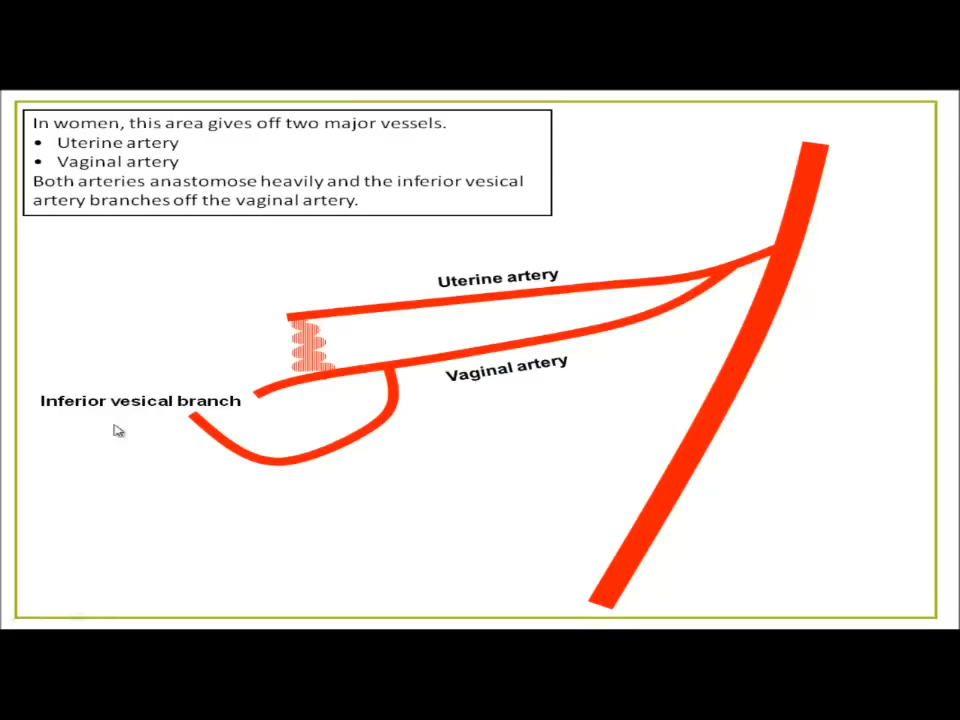 In women, this area gives off two major vessels.
• Uterine artery
• Vaginal artery
Both arteries anastomose heavily and the inferior vesical
artery branches off the vaginal artery.
Uterine artery
Vaginal artery
Inferior vesical branch